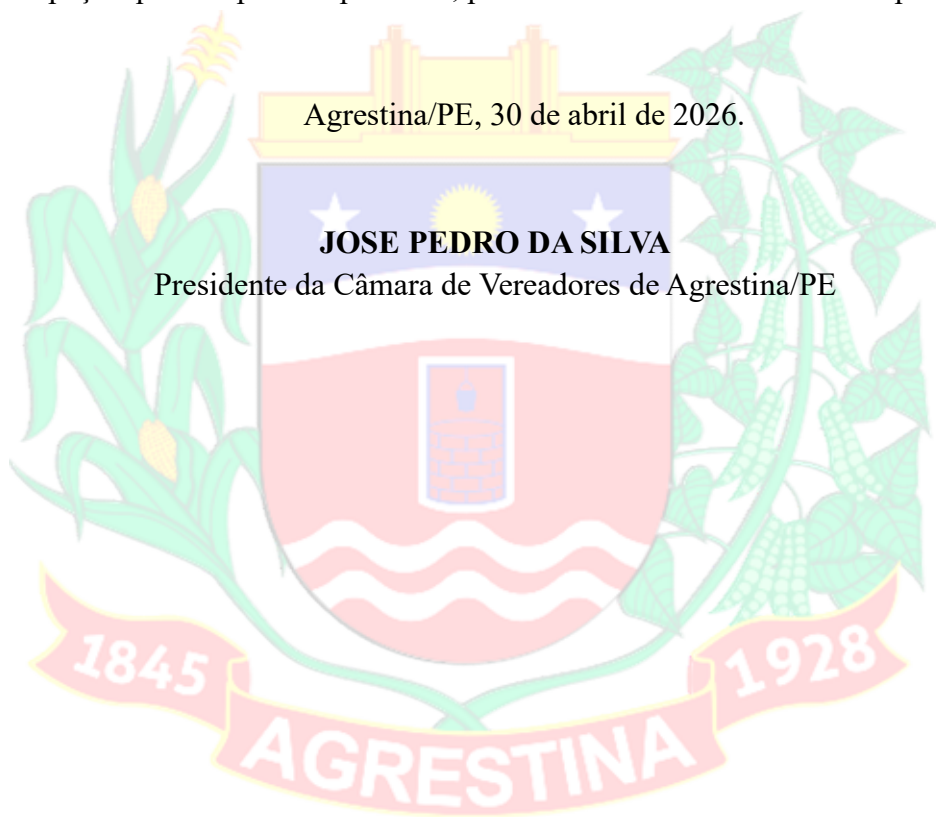 Agrestina/PE, 30 de abril de 2026.
JOSE PEDRO DA SILVA
Presidente da Câmara de Vereadores de Agrestina/PE
1845
1928
AGRESTINA